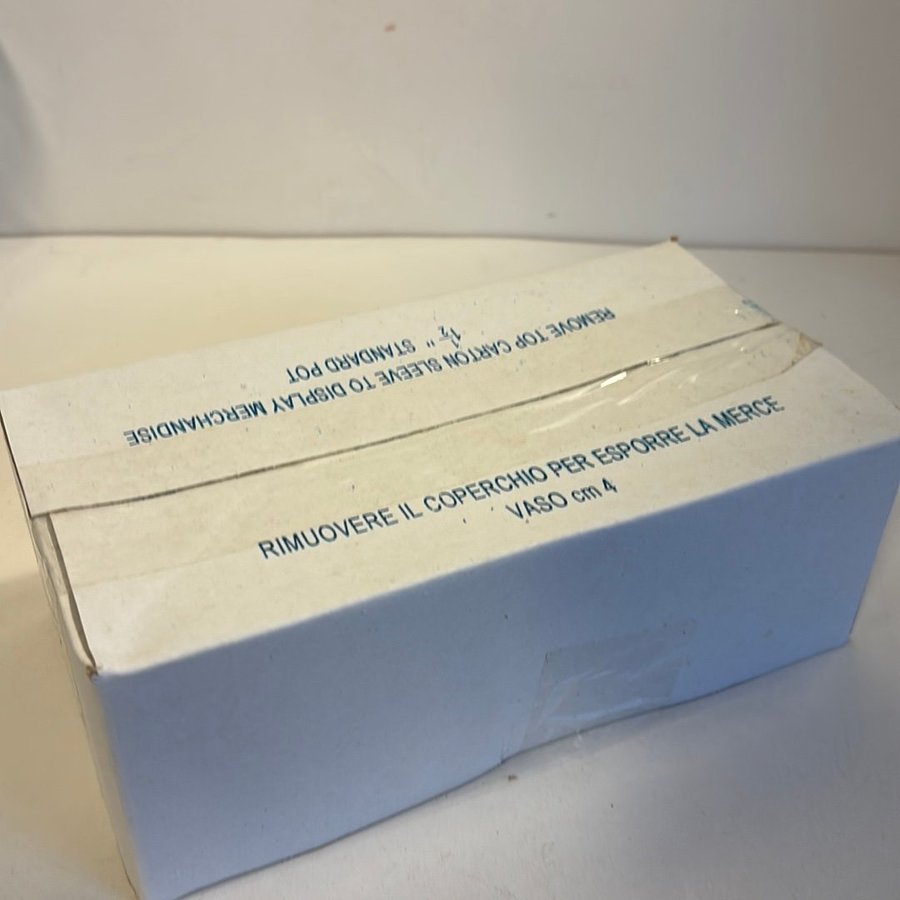 REMOVE TOP CARTON SLEEVE TO DISPLAY MERCHANDISE
1/2" STANDARD POT
RIMUOVERE IL COPERCHIO PER ESPORRE LA MERCE
VASO cm 4